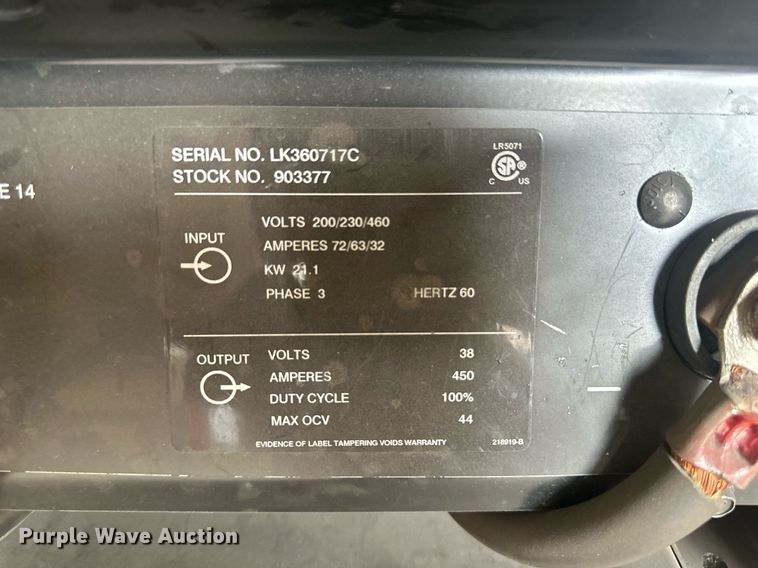 E 14
SERIAL NO. LK360717C
STOCK NO. 903377
LR5071
SA
C US
INPUT
VOLTS 200/230/460
AMPERES 72/63/32
KW 21.1
PHASE 3 HERTZ 60
OUTPUT
VOLTS 38
AMPERES 450
DUTY CYCLE 100%
MAX OCV 44
EVIDENCE OF LABEL TAMPERING VOIDS WARRANTY 218919-B
Purple Wave Auction